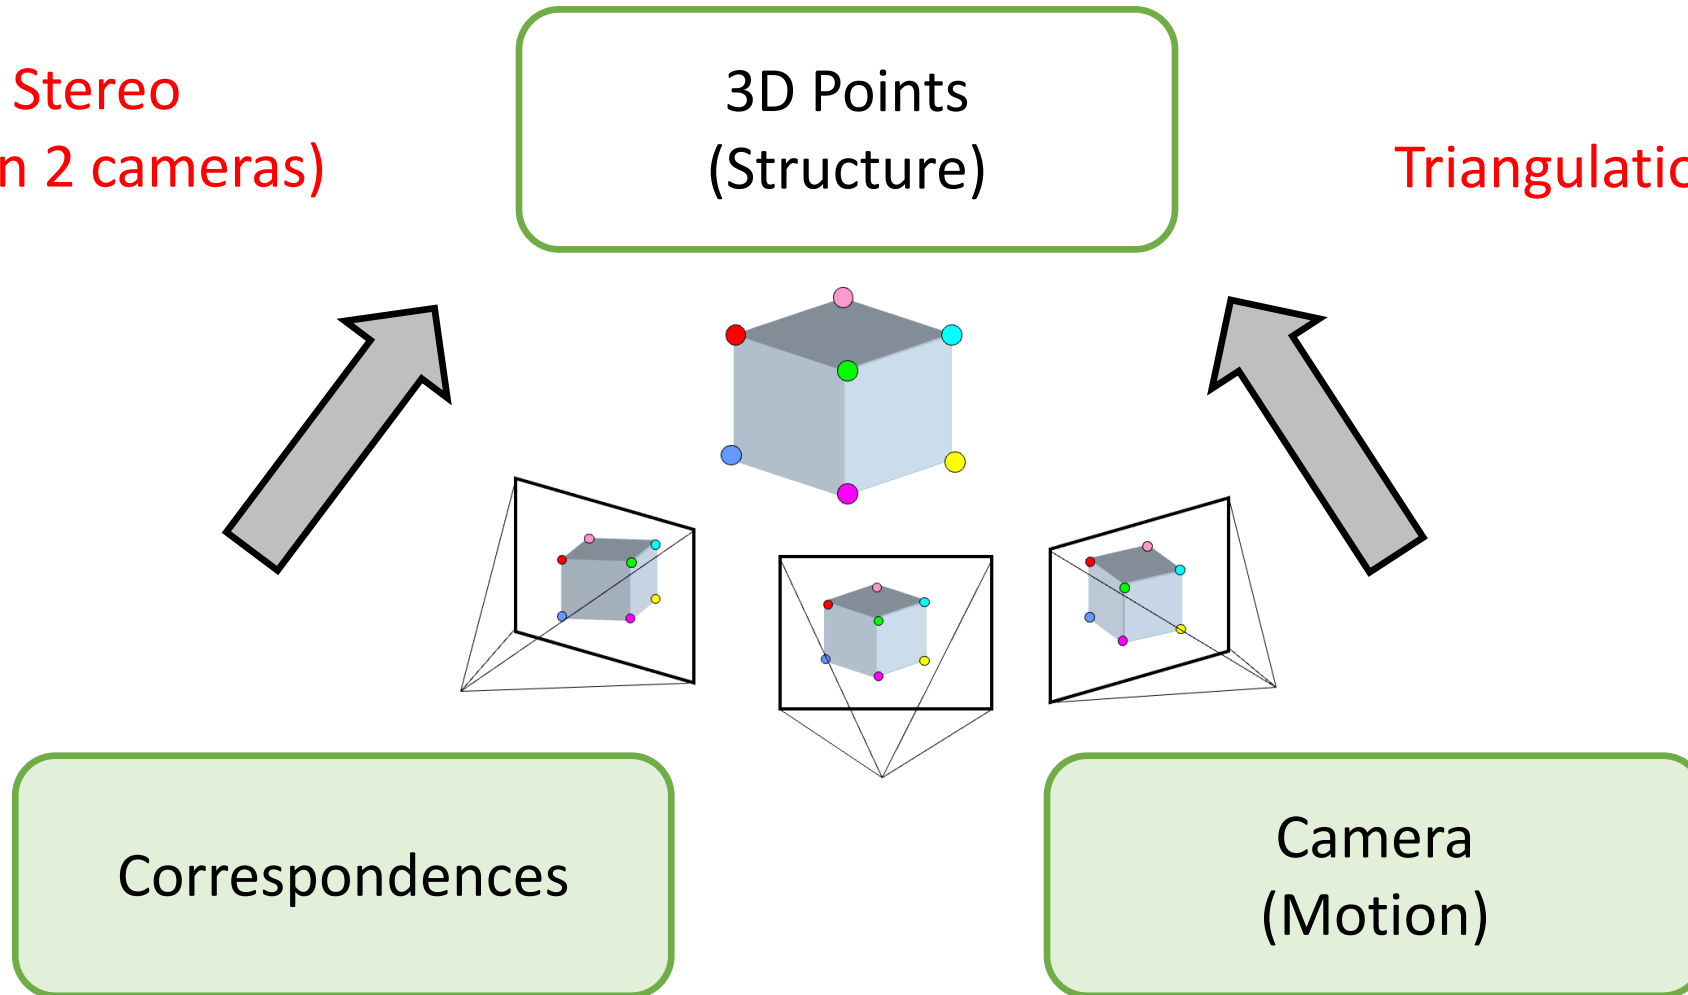 Stereo
n 2 cameras)
3D Points
(Structure)
Triangulatio
Correspondences
Camera
(Motion)